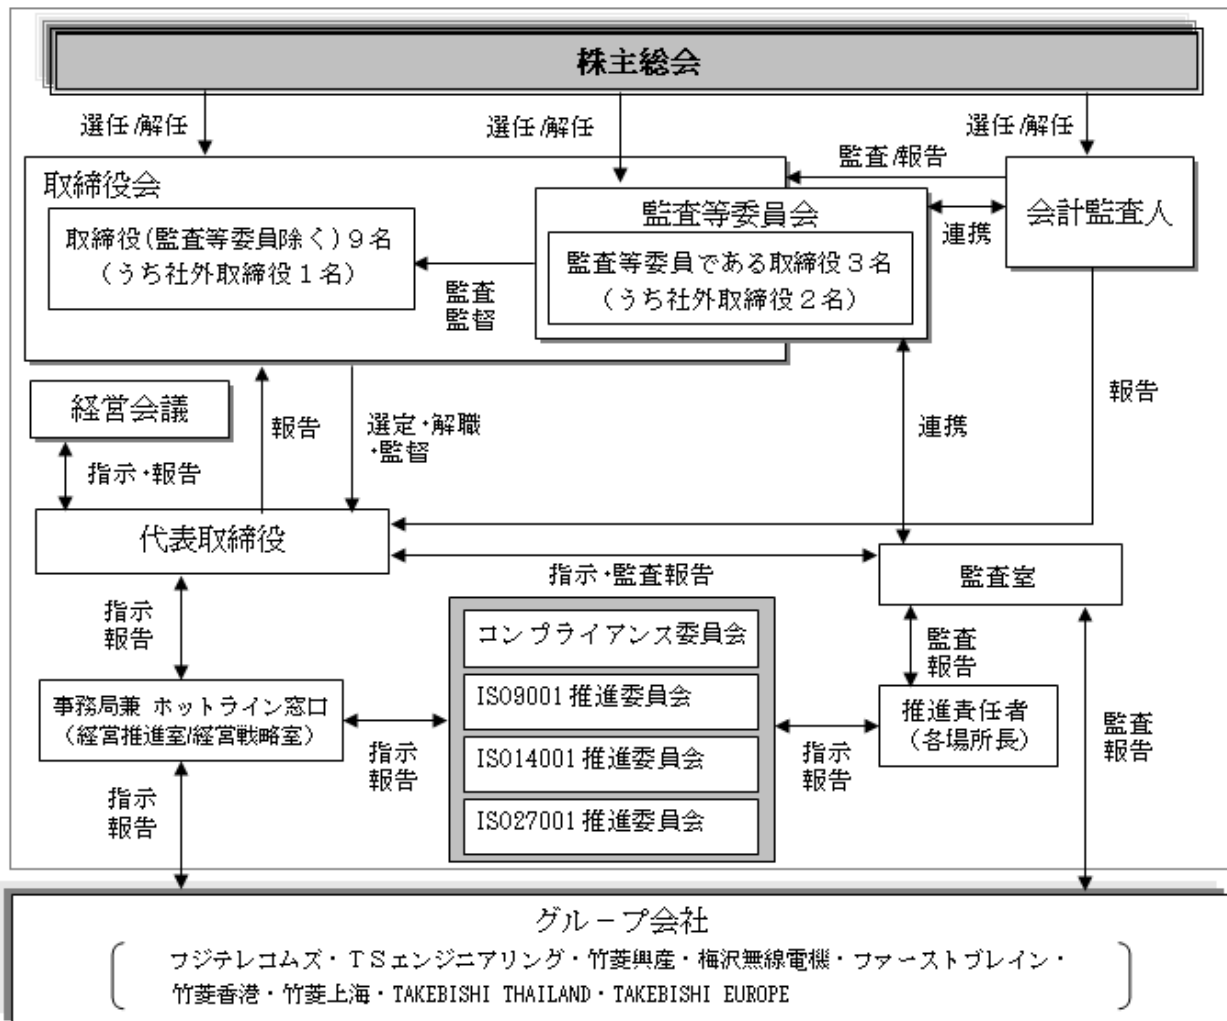 株主総会
選任/解任
選任/解任
選任/解任
取締役会
取締役(監査等委員除く)9名
(うち社外取締役1名)
監査
監督
監査等委員会
監査等委員である取締役3名
(うち社外取締役2名)
監査/報告
連携
会計監査人
経営会議
指示・報告
報告
選定・解職
・監督
連携
報告
代表取締役
指示・監査報告
監査室
指示
報告
コンプライアンス委員会
ISO9001推進委員会
ISO14001推進委員会
ISO27001推進委員会
監査
報告
事務局兼 ホットライン窓口
(経営推進室/経営戦略室)
指示
報告
指示
報告
推進責任者
(各場所長)
監査
報告
指示
報告
グループ会社
フジテレコムズ・TSエンジニアリング・竹菱興産・梅沢無線電機・ファーストブレイン・
竹菱香港・竹菱上海・TAKEBISHI THAILAND・TAKEBISHI EUROPE